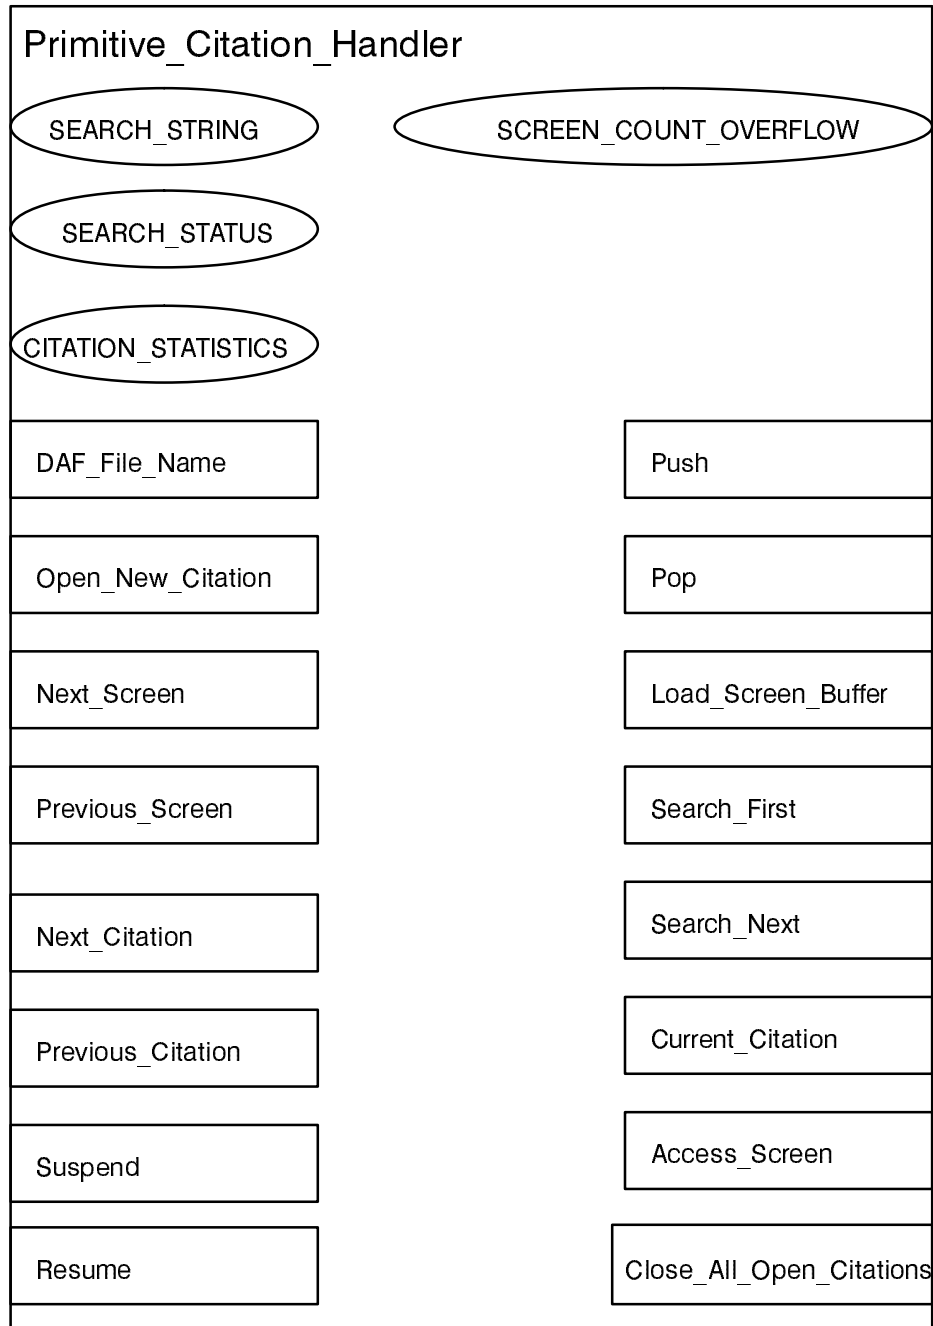 Primitive_Citation_Handler
SEARCH_STRING
SCREEN_COUNT_OVERFLOW
SEARCH_STATUS
CITATION_STATISTICS
DAF_File_Name
Push
Open_New_Citation
Pop
Next_Screen
Load_Screen_Buffer
Previous_Screen
Search_First
Next_Citation
Search_Next
Previous_Citation
Current_Citation
Suspend
Access_Screen
Resume
Close_All_Open_Citations